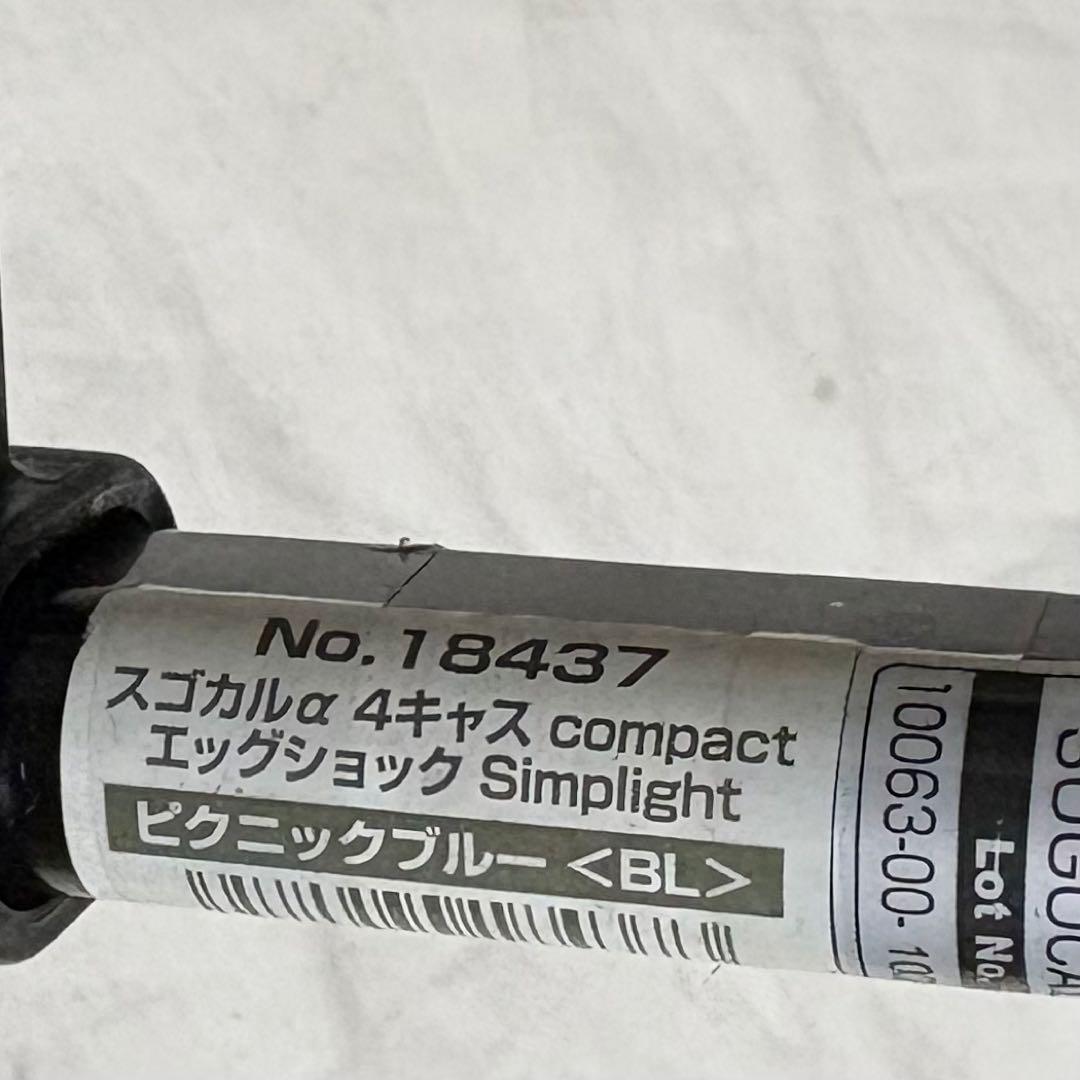 No.18437
スゴカルα 4キャス compact
エッグショック Simplight
ピクニックブルー <BL>
10063-00-
Lot No.